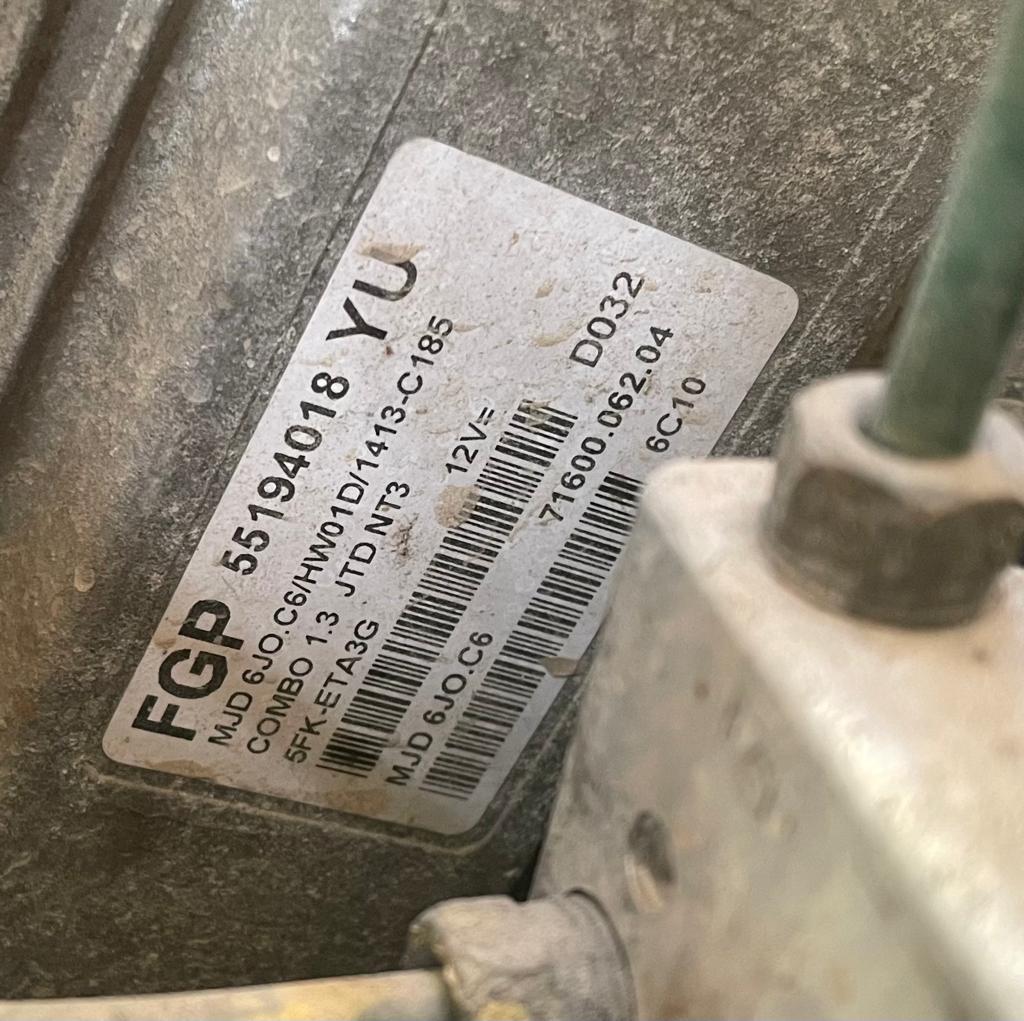 FGP 55194018 YU
MJD 6JO.C6/HW01D/1413-C185
COMBO 1.3 JTD NT3
5FK-ETA3G 12V=
D032
MJD 6JO.C6 71600.062.04
6C10